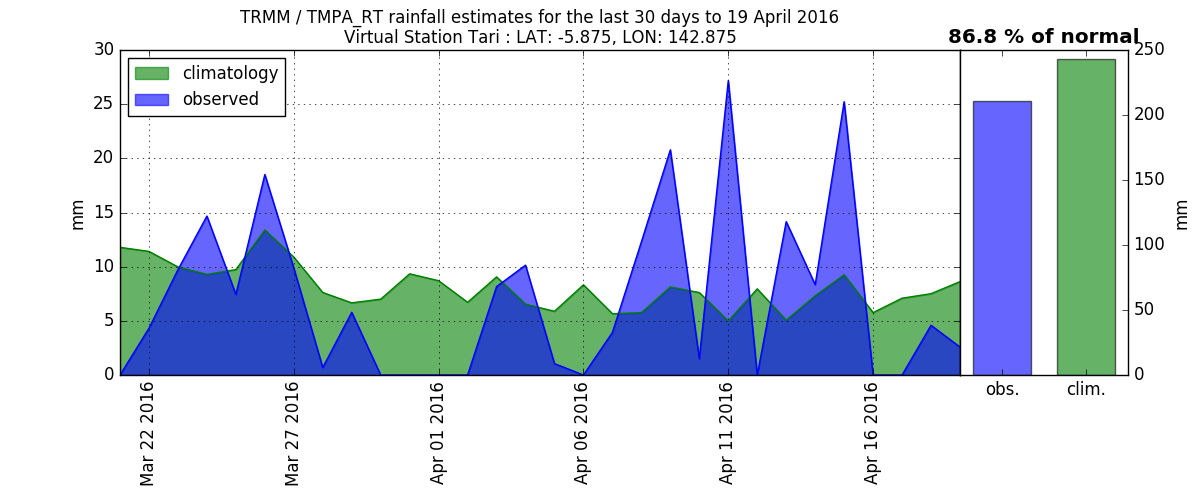 TRMM / TMPA_RT rainfall estimates for the last 30 days to 19 April 2016
Virtual Station Tari : LAT: -5.875, LON: 142.875
86.8 % of normal
climatology
observed
30
25
20
15
10
5
0
mm
Mar 22 2016
Mar 27 2016
Apr 01 2016
Apr 06 2016
Apr 11 2016
Apr 16 2016
250
200
150
100
50
0
mm
obs.
clim.